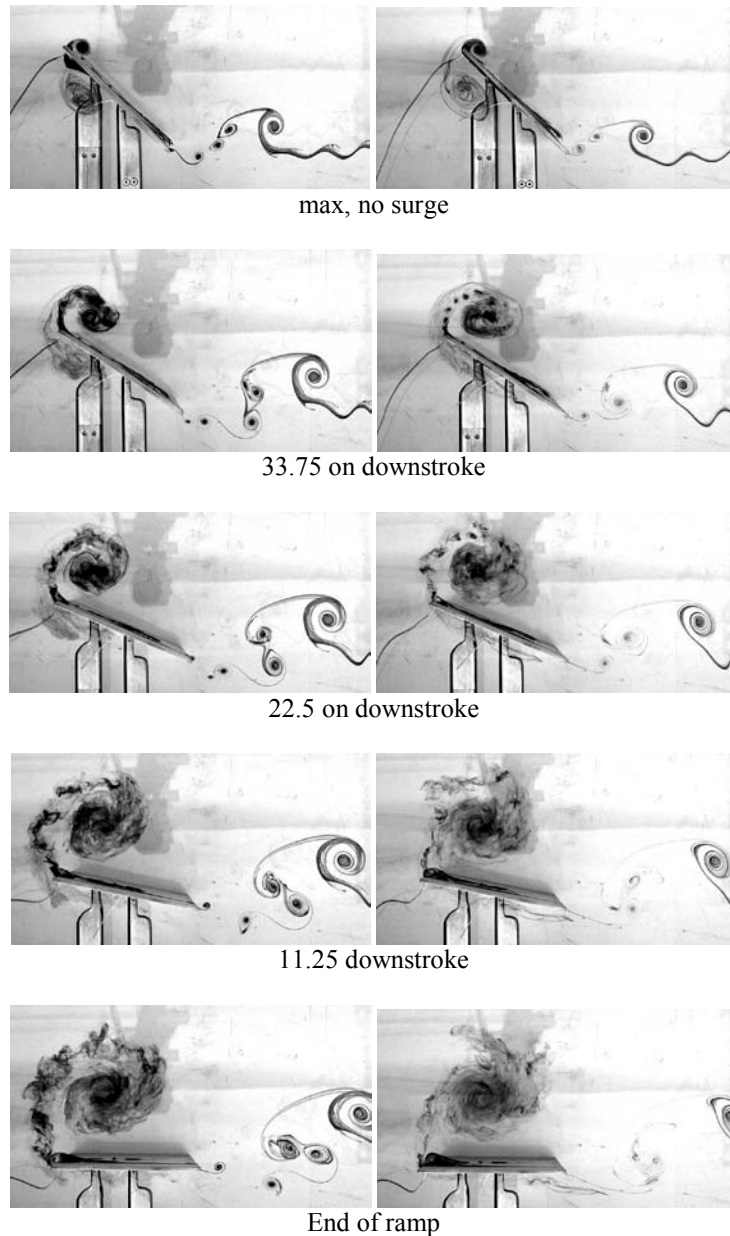 max, no surge
33.75 on downstroke
22.5 on downstroke
11.25 downstroke
End of ramp